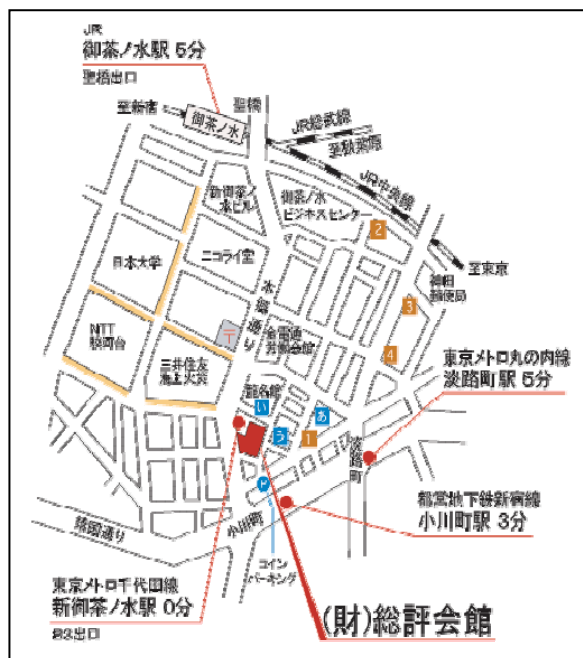 JR
御茶ノ水駅 5分
聖橋出口
至新宿
御茶ノ水
聖橋
JR総武線
至秋葉原
JR中央線
新御茶ノ
水ビル
御茶ノ水
ビジネスセンター
2
日本大学
ニコライ堂
至東京
神田
郵便局
本郷通り
3
NTT
駿河台
〒
全電通
労働会館
4
三井住友
海上火災
東京メトロ丸の内線
淡路町駅 5分
龍名館
い
あ
う
1
淡路町
P
都営地下鉄新宿線
小川町駅 3分
靖国通り
小川町
コイン
パーキング
東京メトロ千代田線
新御茶ノ水駅 0分
B3出口
(財)総評会館